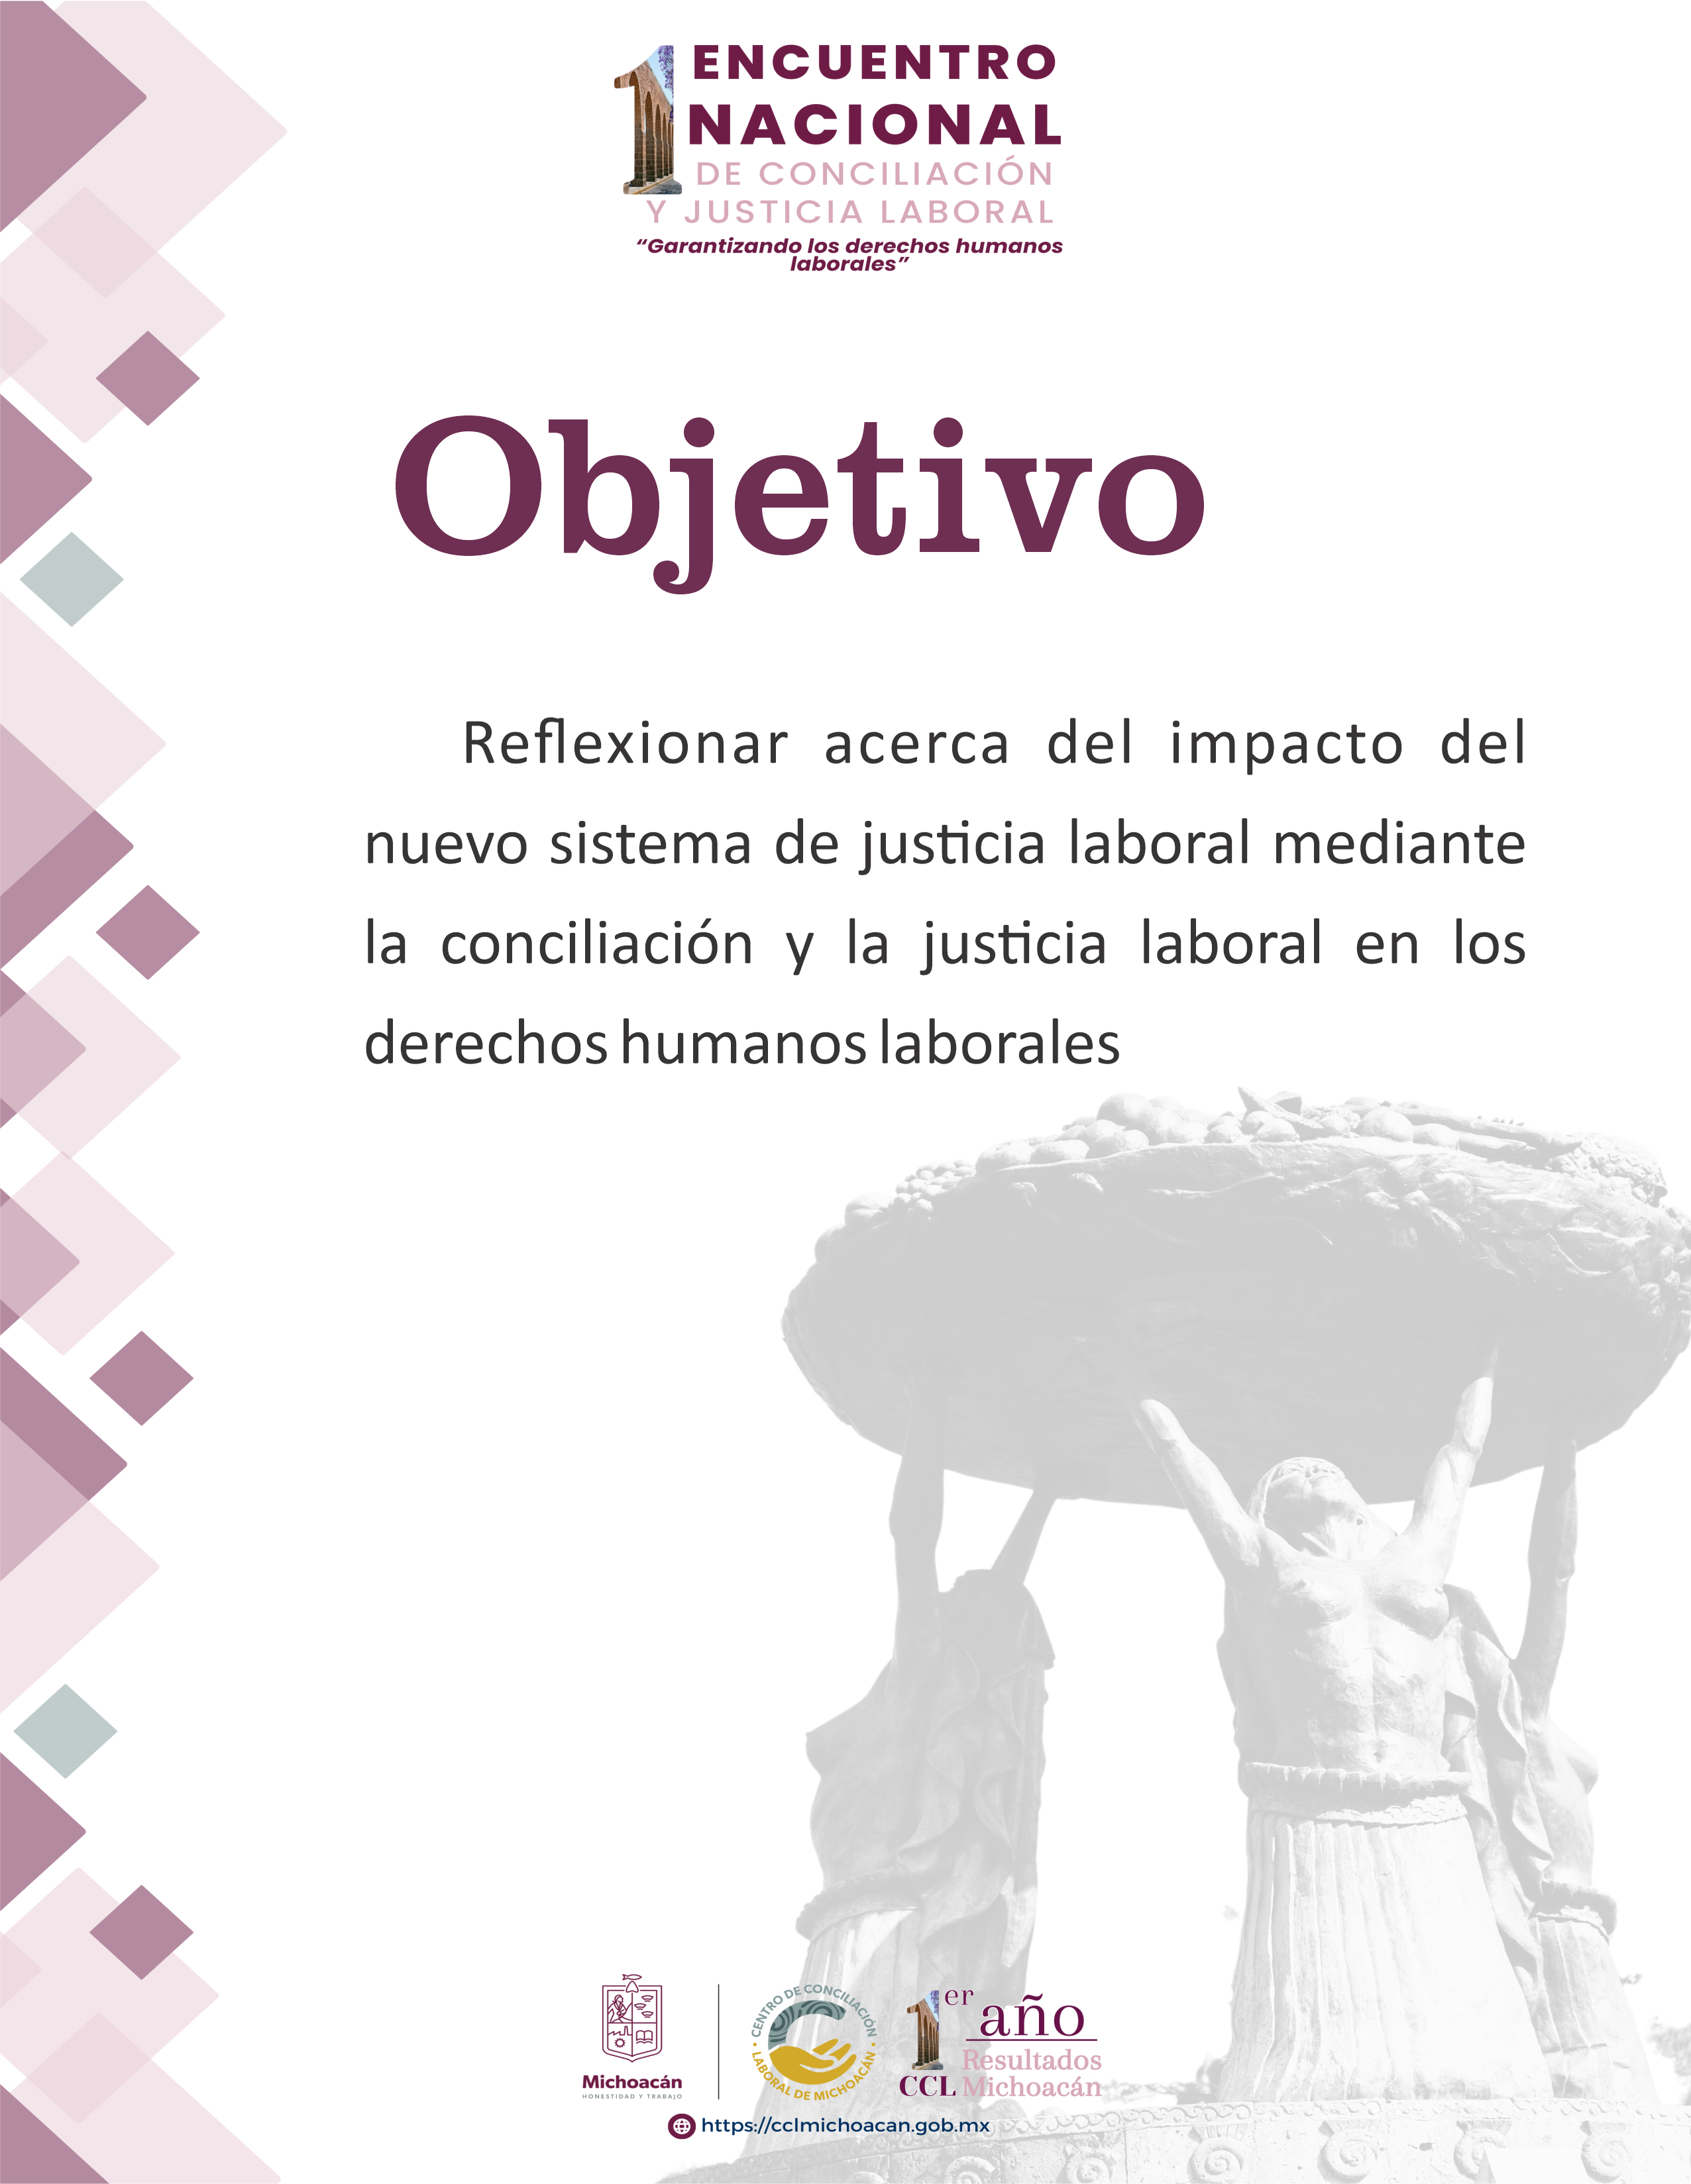 1 ENCUENTRO
NACIONAL
DE CONCILIACIÓN
Y JUSTICIA LABORAL
“Garantizando los derechos humanos
laborales”
Objetivo
Reflexionar acerca del impacto del
nuevo sistema de justicia laboral mediante
la conciliación y la justicia laboral en los
derechos humanos laborales
Michoacán
HONESTIDAD Y TRABAJO
CENTRO DE CONCILIACIÓN
LABORAL DE MICHOACÁN
1er año
Resultados
CCL Michoacán
https://cclmichoacan.gob.mx